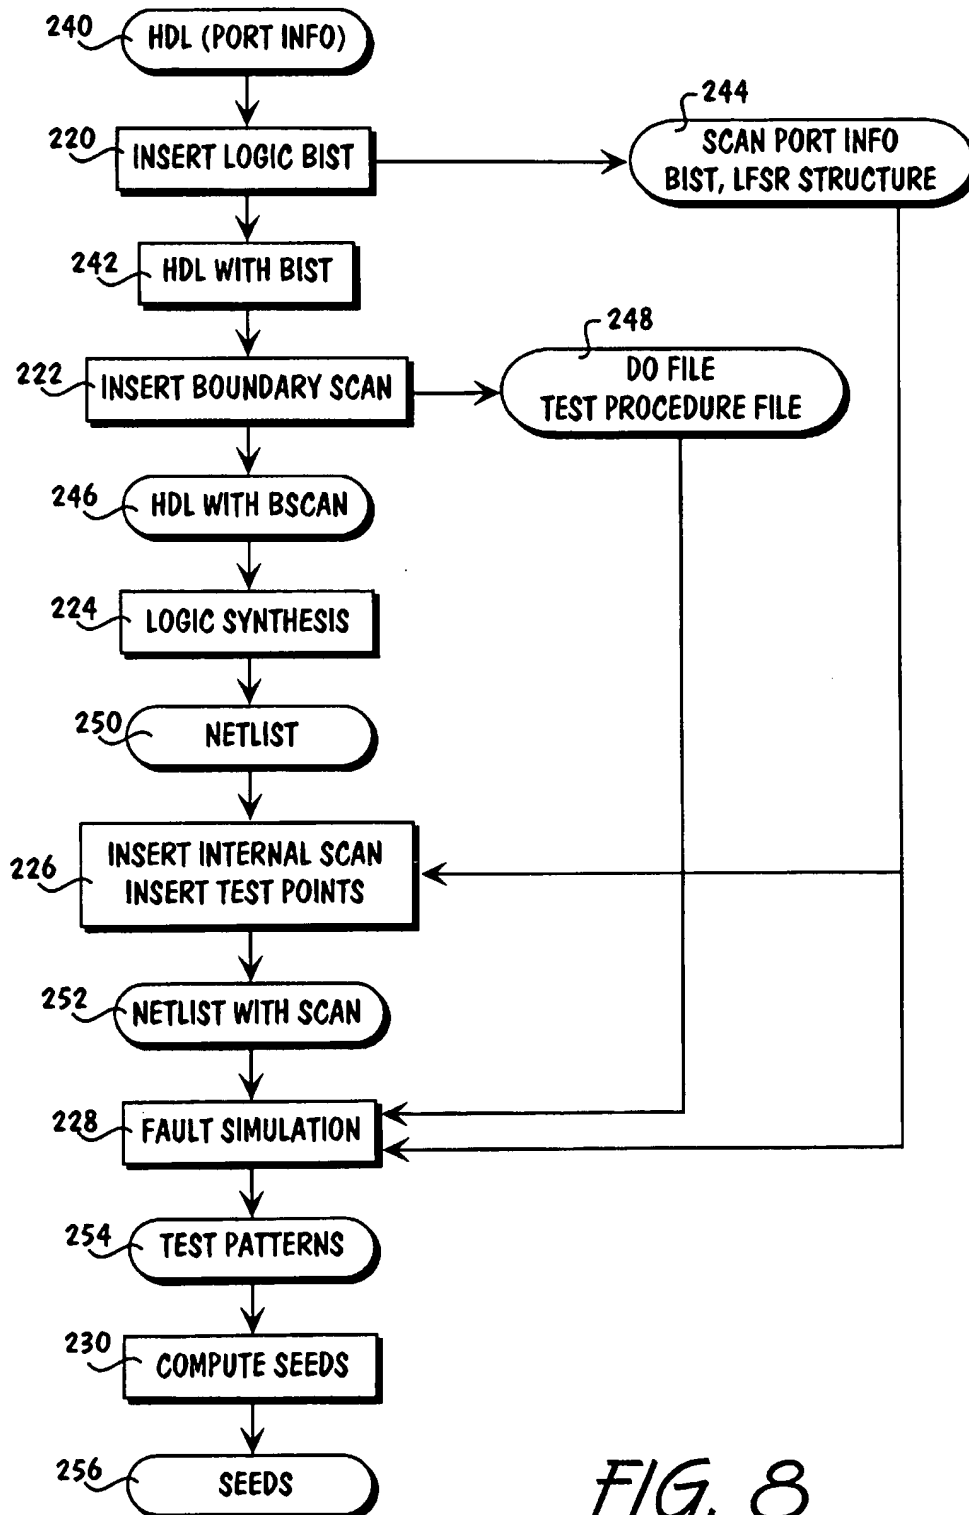 240 HDL (PORT INFO)
220 INSERT LOGIC BIST
244
SCAN PORT INFO
BIST, LFSR STRUCTURE
242 HDL WITH BIST
248
DO FILE
TEST PROCEDURE FILE
222 INSERT BOUNDARY SCAN
246 HDL WITH BSCAN
224 LOGIC SYNTHESIS
250 NETLIST
226
INSERT INTERNAL SCAN
INSERT TEST POINTS
252 NETLIST WITH SCAN
228 FAULT SIMULATION
254 TEST PATTERNS
230 COMPUTE SEEDS
256 SEEDS
FIG. 8